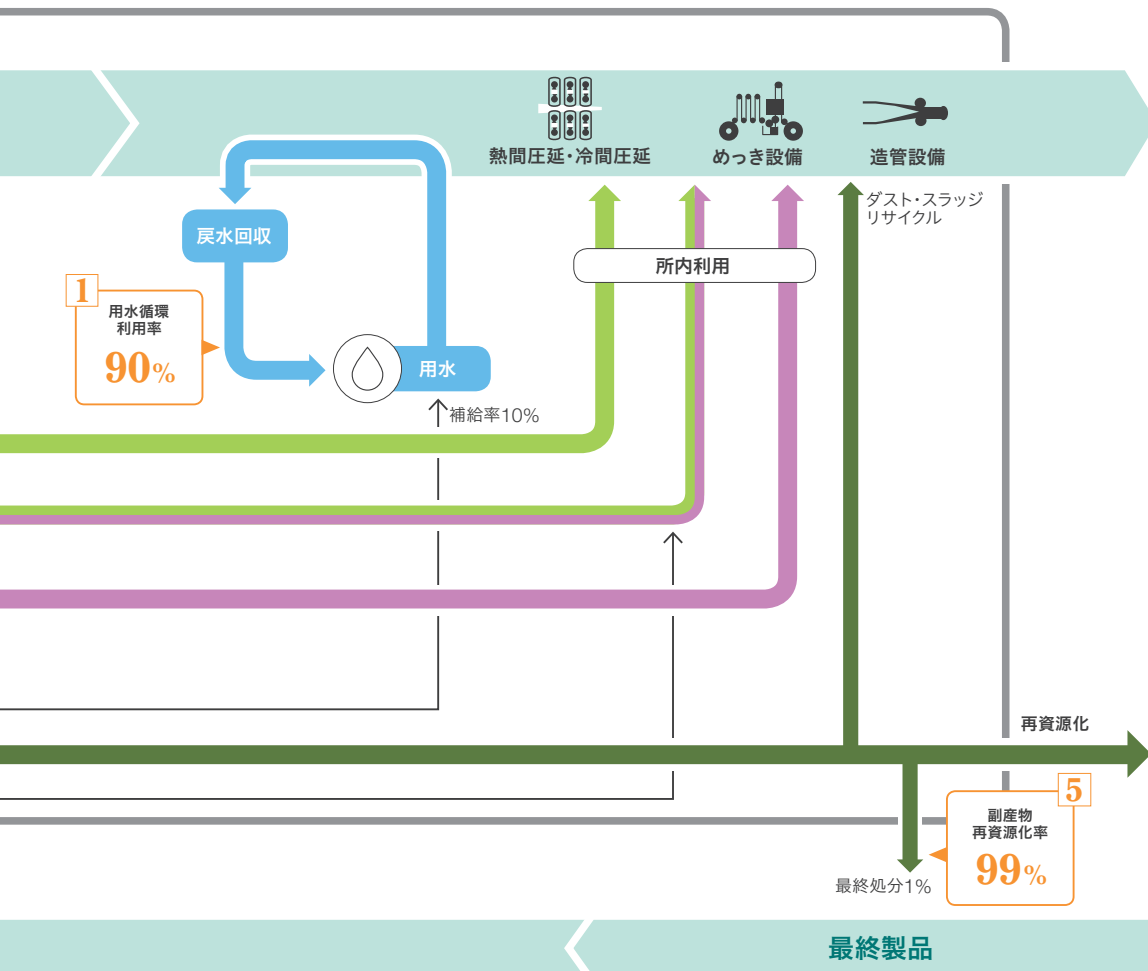 熱間圧延・冷間圧延
めっき設備
造管設備
ダスト・スラッジ
リサイクル
戻水回収
所内利用
1
用水循環
利用率
90%
用水
補給率10%
再資源化
5
副産物
再資源化率
99%
最終処分1%
最終製品